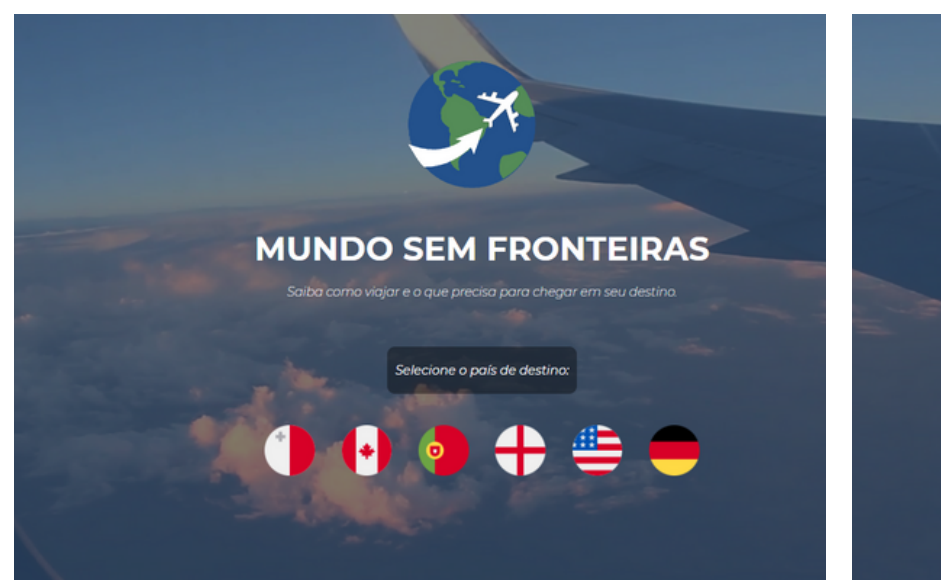 MUNDO SEM FRONTEIRAS
Saiba como viajar e o que precisa para chegar em seu destino.
Selecione o país de destino: